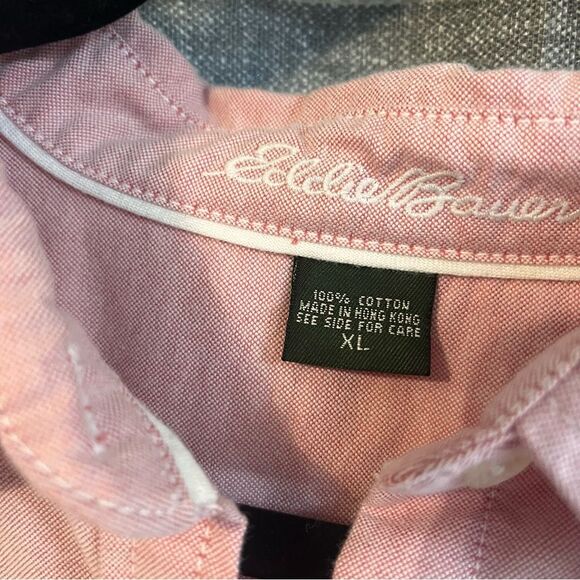 Eddie Bauer
100% COTTON
MADE IN HONG KONG
SEE SIDE FOR CARE
XL